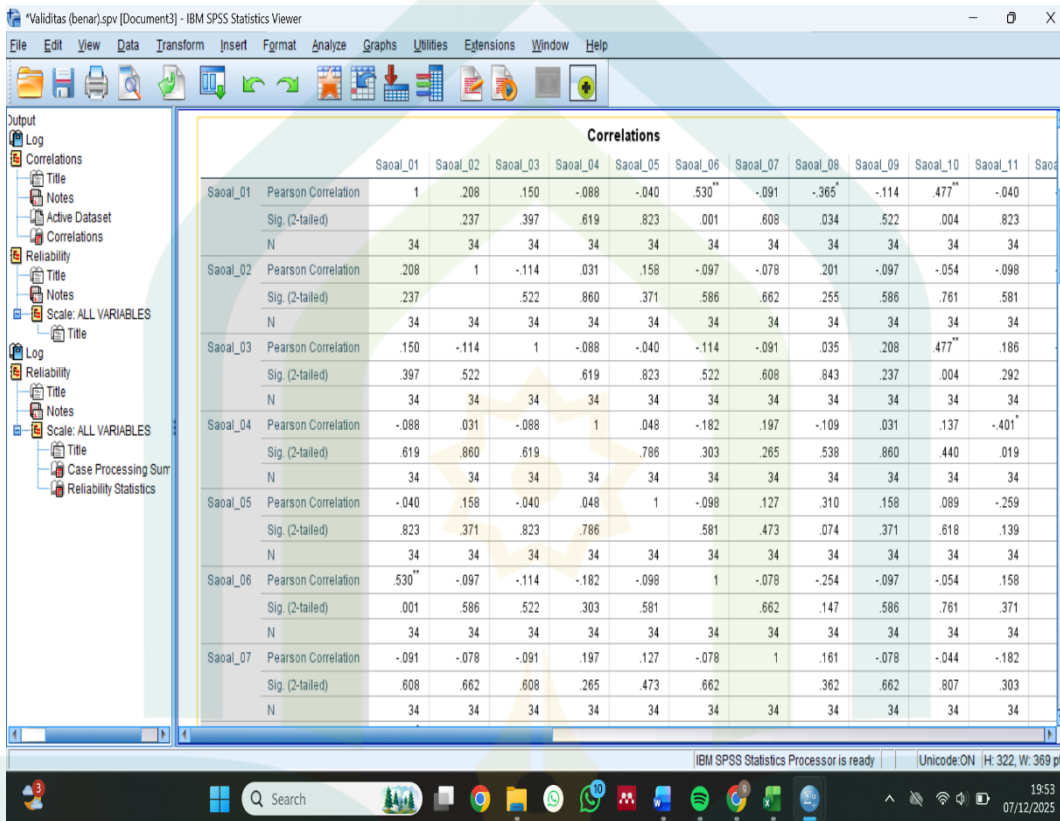 *Validitas (benar).spv [Document3] - IBM SPSS Statistics Viewer
File Edit View Data Transform Insert Format Analyze Graphs Utilities Extensions Window Help
Output
Log
Correlations
Title
Notes
Active Dataset
Correlations
Reliability
Title
Notes
Scale: ALL VARIABLES
Title
Log
Reliability
Title
Notes
Scale: ALL VARIABLES
Title
Case Processing Sum
Reliability Statistics
Correlations
Saoal_01 Saoal_02 Saoal_03 Saoal_04 Saoal_05 Saoal_06 Saoal_07 Saoal_08 Saoal_09 Saoal_10 Saoal_11 Saoa
Saoal_01 Pearson Correlation 1 .208 .150 -.088 -.040 .530** -.091 -.365* -.114 .477** -.040
Sig. (2-tailed) .237 .397 .619 .823 .001 .608 .034 .522 .004 .823
N 34 34 34 34 34 34 34 34 34 34 34
Saoal_02 Pearson Correlation .208 1 -.114 .031 .158 -.097 -.078 .201 -.097 -.054 -.098
Sig. (2-tailed) .237 .522 .860 .371 .586 .662 .255 .586 .761 .581
N 34 34 34 34 34 34 34 34 34 34 34
Saoal_03 Pearson Correlation .150 -.114 1 -.088 -.040 -.114 -.091 .035 .208 .477** .186
Sig. (2-tailed) .397 .522 .619 .823 .522 .608 .843 .237 .004 .292
N 34 34 34 34 34 34 34 34 34 34 34
Saoal_04 Pearson Correlation -.088 .031 -.088 1 .048 -.182 .197 -.109 .031 .137 -.401*
Sig. (2-tailed) .619 .860 .619 .786 .303 .265 .538 .860 .440 .019
N 34 34 34 34 34 34 34 34 34 34 34
Saoal_05 Pearson Correlation -.040 .158 -.040 .048 1 -.098 .127 .310 .158 .089 -.259
Sig. (2-tailed) .823 .371 .823 .786 .581 .473 .074 .371 .618 .139
N 34 34 34 34 34 34 34 34 34 34 34
Saoal_06 Pearson Correlation .530** -.097 -.114 -.182 -.098 1 -.078 -.254 -.097 -.054 .158
Sig. (2-tailed) .001 .586 .522 .303 .581 .662 .147 .586 .761 .371
N 34 34 34 34 34 34 34 34 34 34 34
Saoal_07 Pearson Correlation -.091 -.078 -.091 .197 .127 -.078 1 .161 -.078 -.044 -.182
Sig. (2-tailed) .608 .662 .608 .265 .473 .662 .362 .662 .807 .303
N 34 34 34 34 34 34 34 34 34 34 34
IBM SPSS Statistics Processor is ready Unicode:ON H: 322, W: 369 pt
3 Search 10 9 19:53
07/12/2025